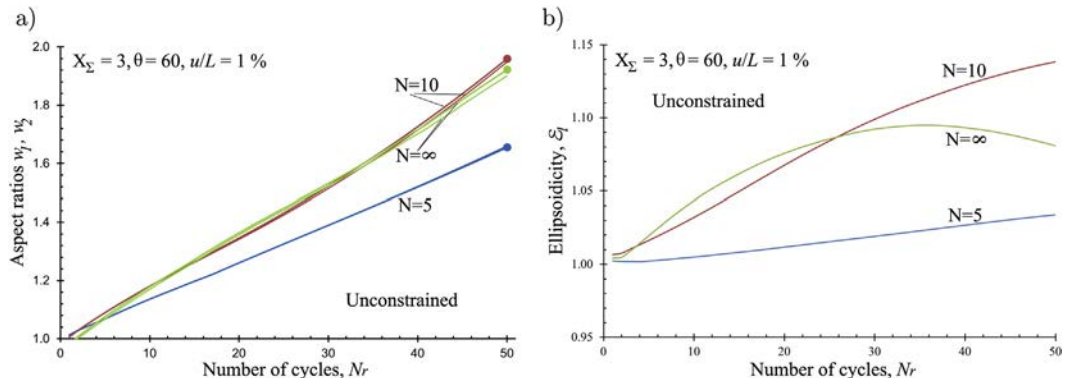 a)
2.0
1.8
1.6
1.4
1.2
1.0
Aspect ratios w₁, w₂
X_Σ = 3, θ = 60, u/L = 1 %
N=10
N=∞
N=5
Unconstrained
0 10 20 30 40 50
Number of cycles, Nr
b)
1.15
1.10
1.05
1.00
0.95
Ellipsoidicity, ℰ₁
X_Σ = 3, θ = 60, u/L = 1 %
Unconstrained
N=10
N=∞
N=5
0 10 20 30 40 50
Number of cycles, Nr